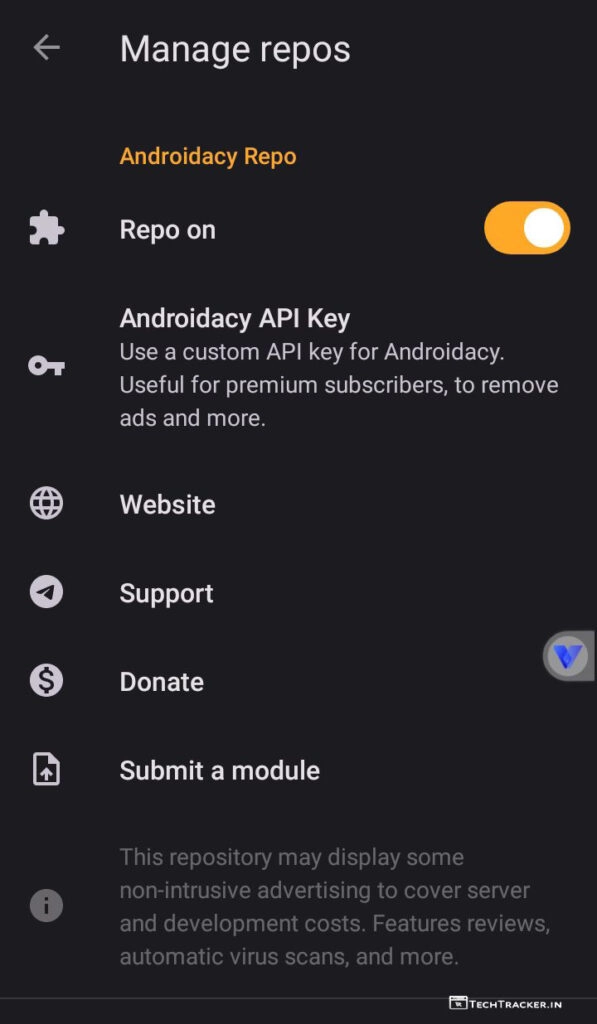 Manage repos
Androidacy Repo
Repo on
Androidacy API Key
Use a custom API key for Androidacy.
Useful for premium subscribers, to remove
ads and more.
Website
Support
Donate
Submit a module
This repository may display some
non-intrusive advertising to cover server
and development costs. Features reviews,
automatic virus scans, and more.
TECHTRACKER.IN